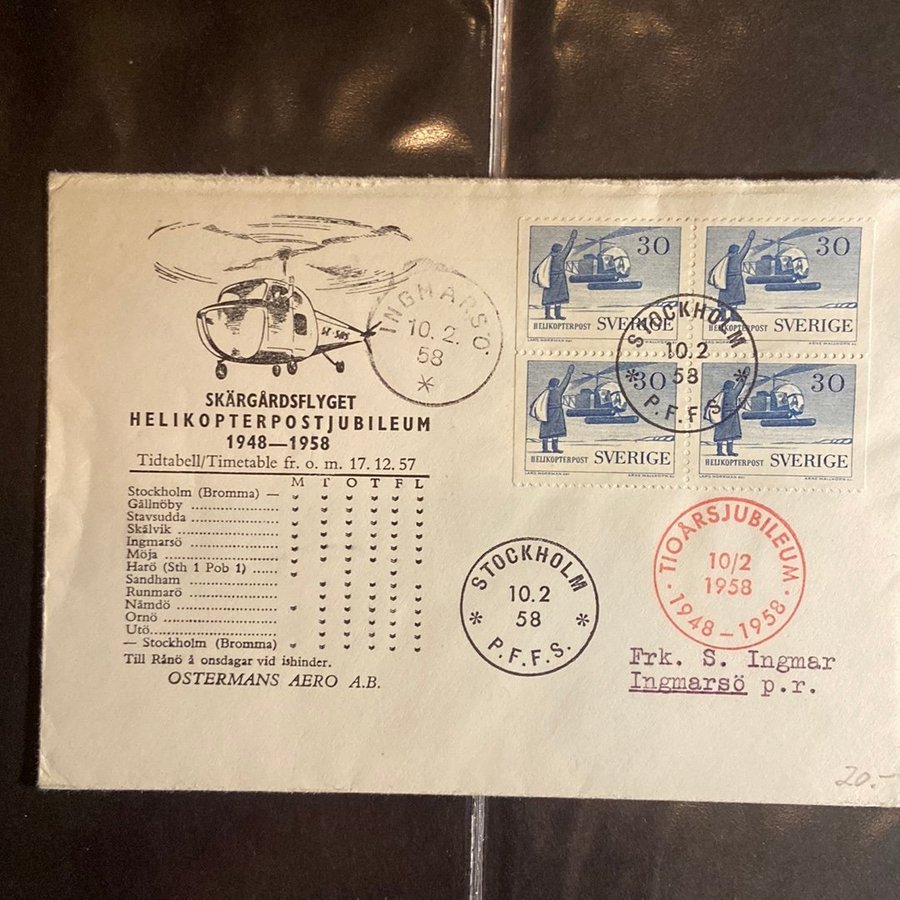 SKÄRGÅRDSFLYGET
HELIKOPTERPOSTJUBILEUM
1948—1958
Tidtabell/Timetable fr. o. m. 17. 12. 57
M T O T F L
Stockholm (Bromma) —
Gällnöby
Stavsudda
Skälvik
Ingmarsö
Möja
Harö (Sth 1 Pob 1)
Sandham
Runmarö
Nämdö
Ornö
Utö
— Stockholm (Bromma)
Till Rånö å onsdagar vid ishinder.
OSTERMANS AERO A.B.
INGMARSÖ
10. 2.
58
*
30
HELIKOPTERPOST SVERIGE
30
HELIKOPTERPOST SVERIGE
30
HELIKOPTERPOST SVERIGE
30
HELIKOPTERPOST SVERIGE
STOCKHOLM
10.2
* 58 *
P.F.F.S.
STOCKHOLM
10.2
* 58 *
P.F.F.S.
TIOÅRSJUBILEUM
10/2
1958
1948–1958
Frk. S. Ingmar
Ingmarsö p.r.
20.-